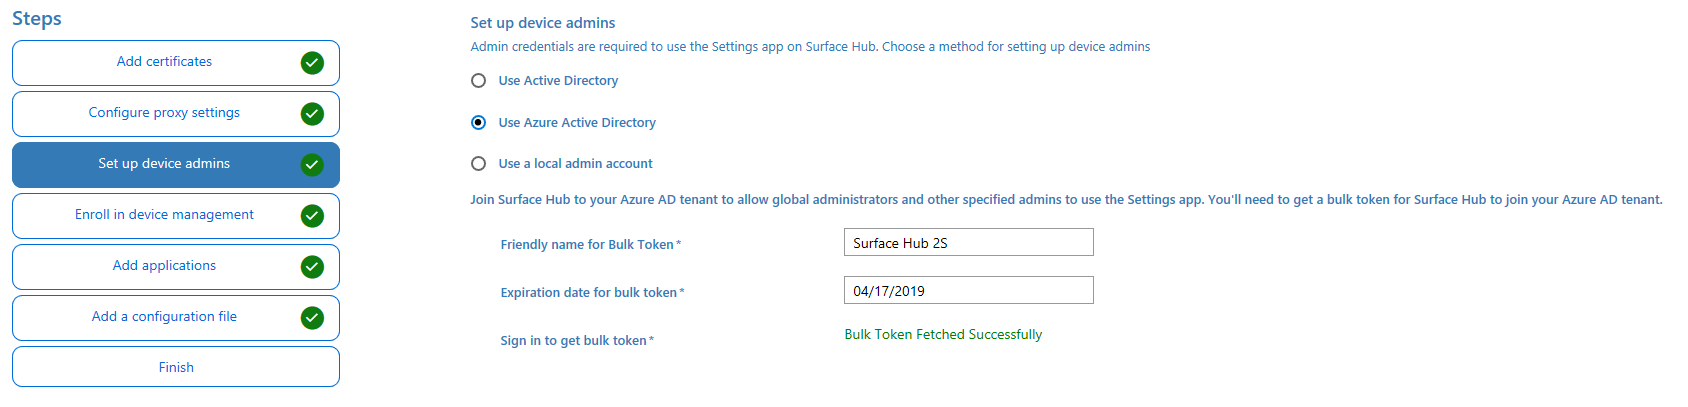 Steps
Add certificates
Configure proxy settings
Set up device admins
Enroll in device management
Add applications
Add a configuration file
Finish
Set up device admins
Admin credentials are required to use the Settings app on Surface Hub. Choose a method for setting up device admins
Use Active Directory
Use Azure Active Directory
Use a local admin account
Join Surface Hub to your Azure AD tenant to allow global administrators and other specified admins to use the Settings app. You'll need to get a bulk token for Surface Hub to join your Azure AD tenant.
Friendly name for Bulk Token* Surface Hub 2S
Expiration date for bulk token* 04/17/2019
Sign in to get bulk token* Bulk Token Fetched Successfully